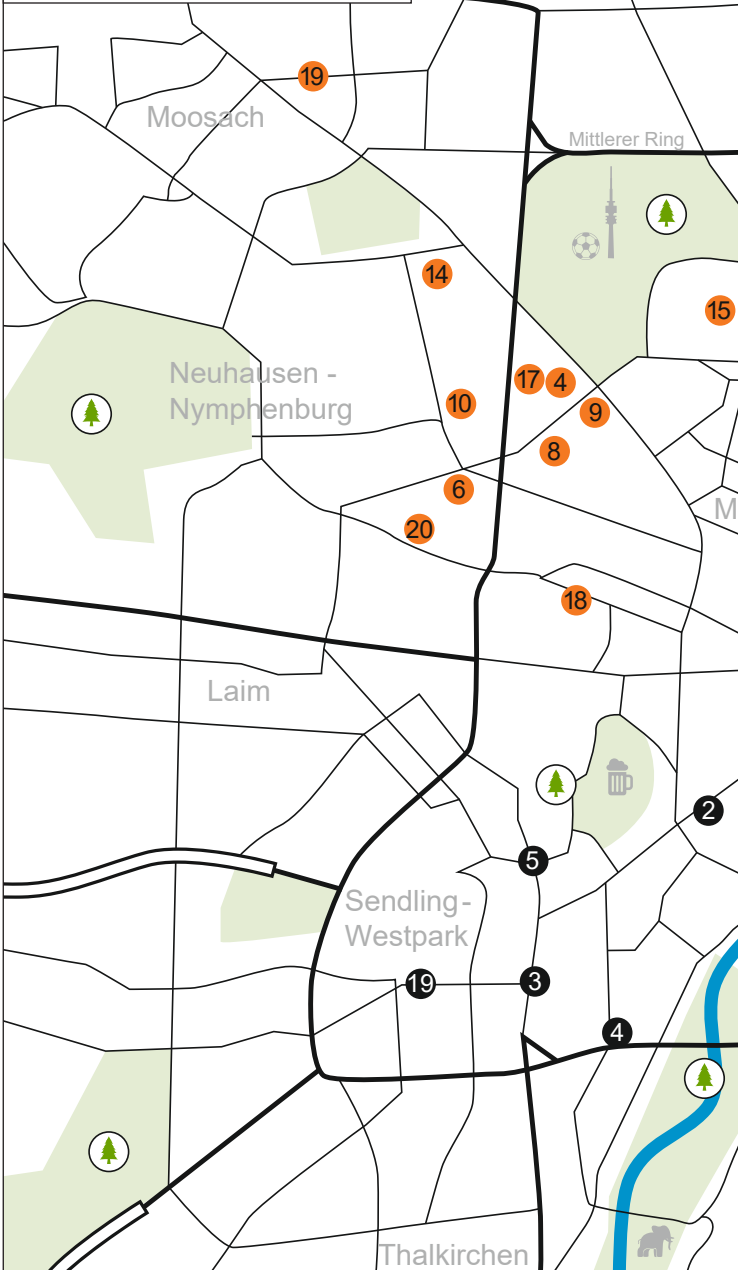 19
Moosach
Mittlerer Ring
14
15
Neuhausen -
Nymphenburg
17
4
10
9
8
6
20
M
18
Laim
2
5
Sendling-
Westpark
19
3
4
Thalkirchen